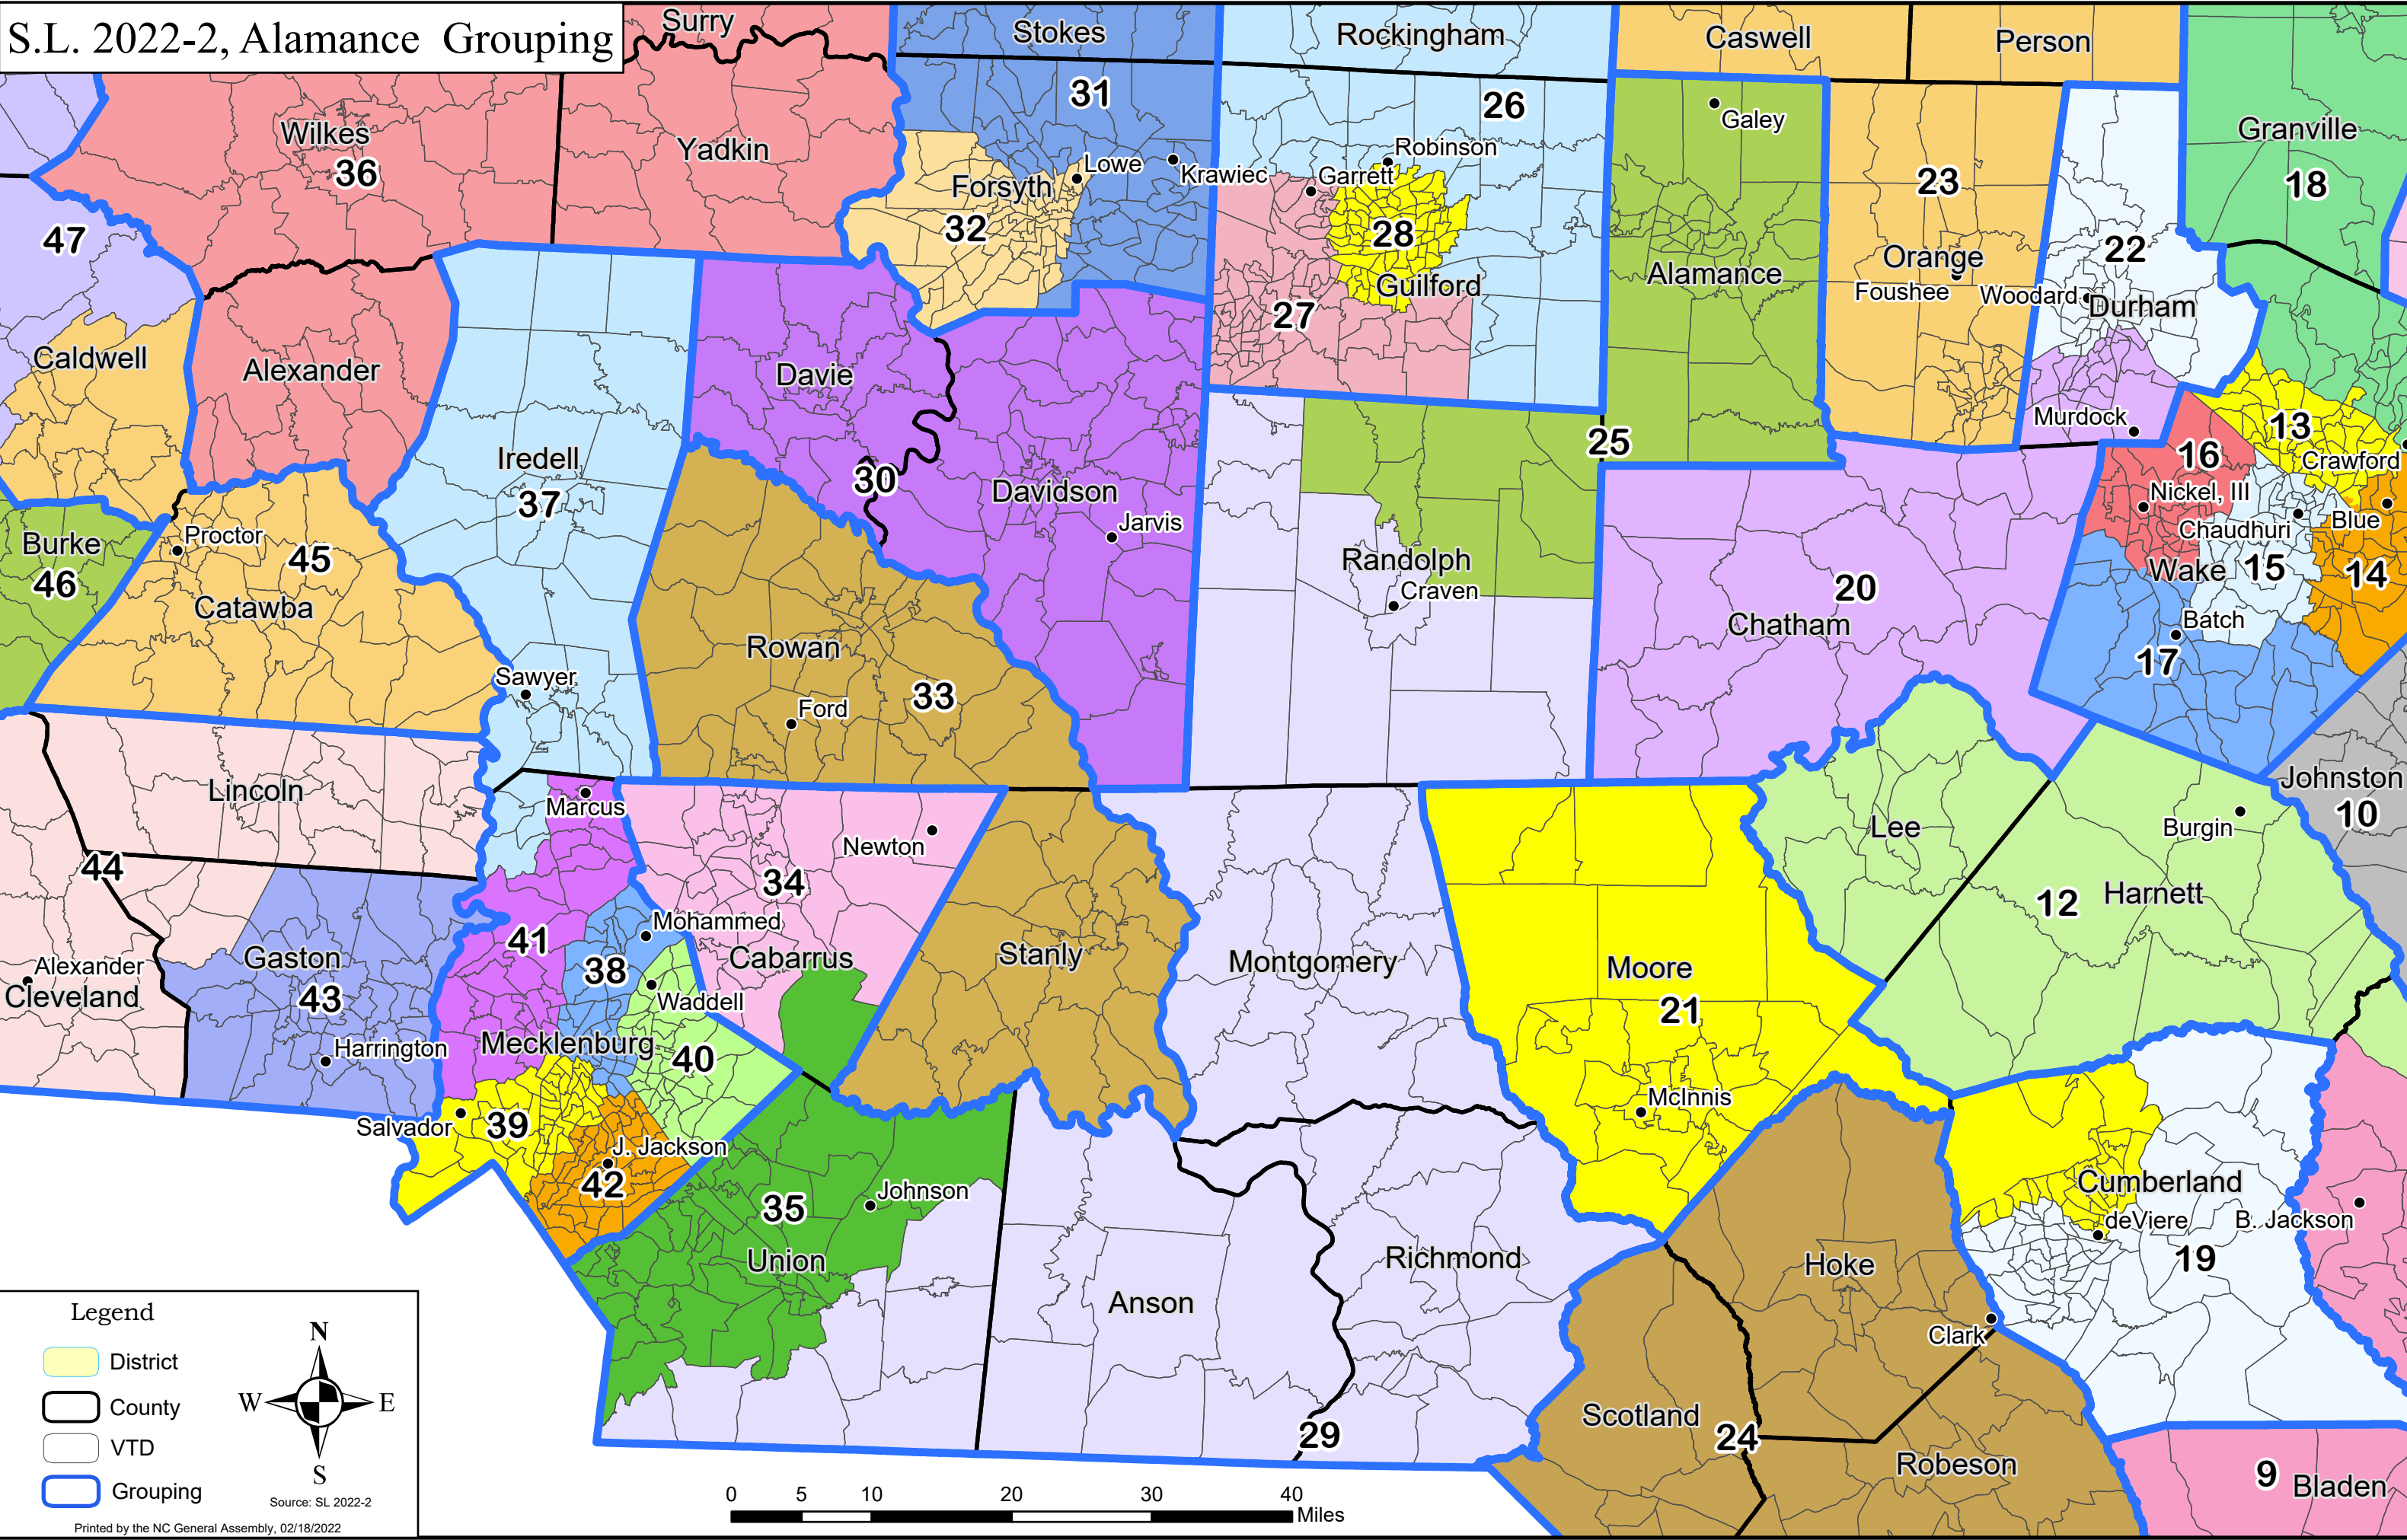 S.L. 2022-2, Alamance Grouping
Surry
Stokes
Rockingham
Caswell
Person
31
26
Galey
Granville
Wilkes
36
Yadkin
Robinson
Lowe
Krawiec
Garrett
Forsyth
32
28
23
18
47
Alamance
Orange
Foushee
22
Woodard
Durham
Guilford
27
Caldwell
Alexander
Davie
Murdock
13
25
16
Crawford
Iredell
37
30
Davidson
Jarvis
Nickel, III
Chaudhuri
Blue
Burke
46
Proctor
45
Catawba
Randolph
Craven
20
Chatham
Wake
15
14
Batch
17
Rowan
Sawyer
Ford
33
Lincoln
Marcus
Johnston
10
Newton
Lee
Burgin
44
34
12
Harnett
41
Mohammed
Cabarrus
Stanly
Montgomery
Moore
21
Alexander
Cleveland
Gaston
43
38
Waddell
Harrington
Mecklenburg
40
McInnis
Salvador
39
J. Jackson
42
35
Johnson
Union
Cumberland
deViere
B. Jackson
19
Richmond
Hoke
Anson
Clark
Scotland
24
29
Robeson
9
Bladen
Legend
District
County
VTD
Grouping
N
W
E
S
Source: SL 2022-2
Printed by the NC General Assembly, 02/18/2022
0 5 10 20 30 40
Miles